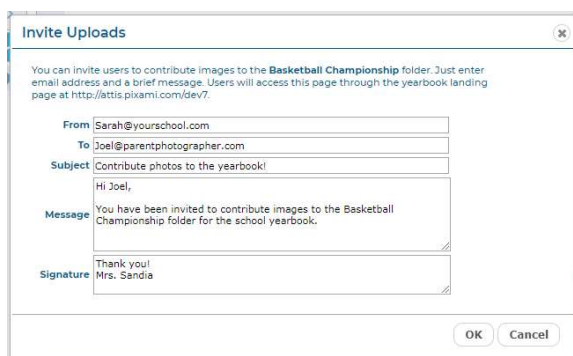 Invite Uploads
You can invite users to contribute images to the Basketball Championship folder. Just enter
email address and a brief message. Users will access this page through the yearbook landing
page at http://attis.pixami.com/dev7.
From Sarah@yourschool.com
To Joel@parentphotographer.com
Subject Contribute photos to the yearbook!
Hi Joel,
Message You have been invited to contribute images to the Basketball
Championship folder for the school yearbook.
Thank you!
Signature Mrs. Sandia
OK Cancel